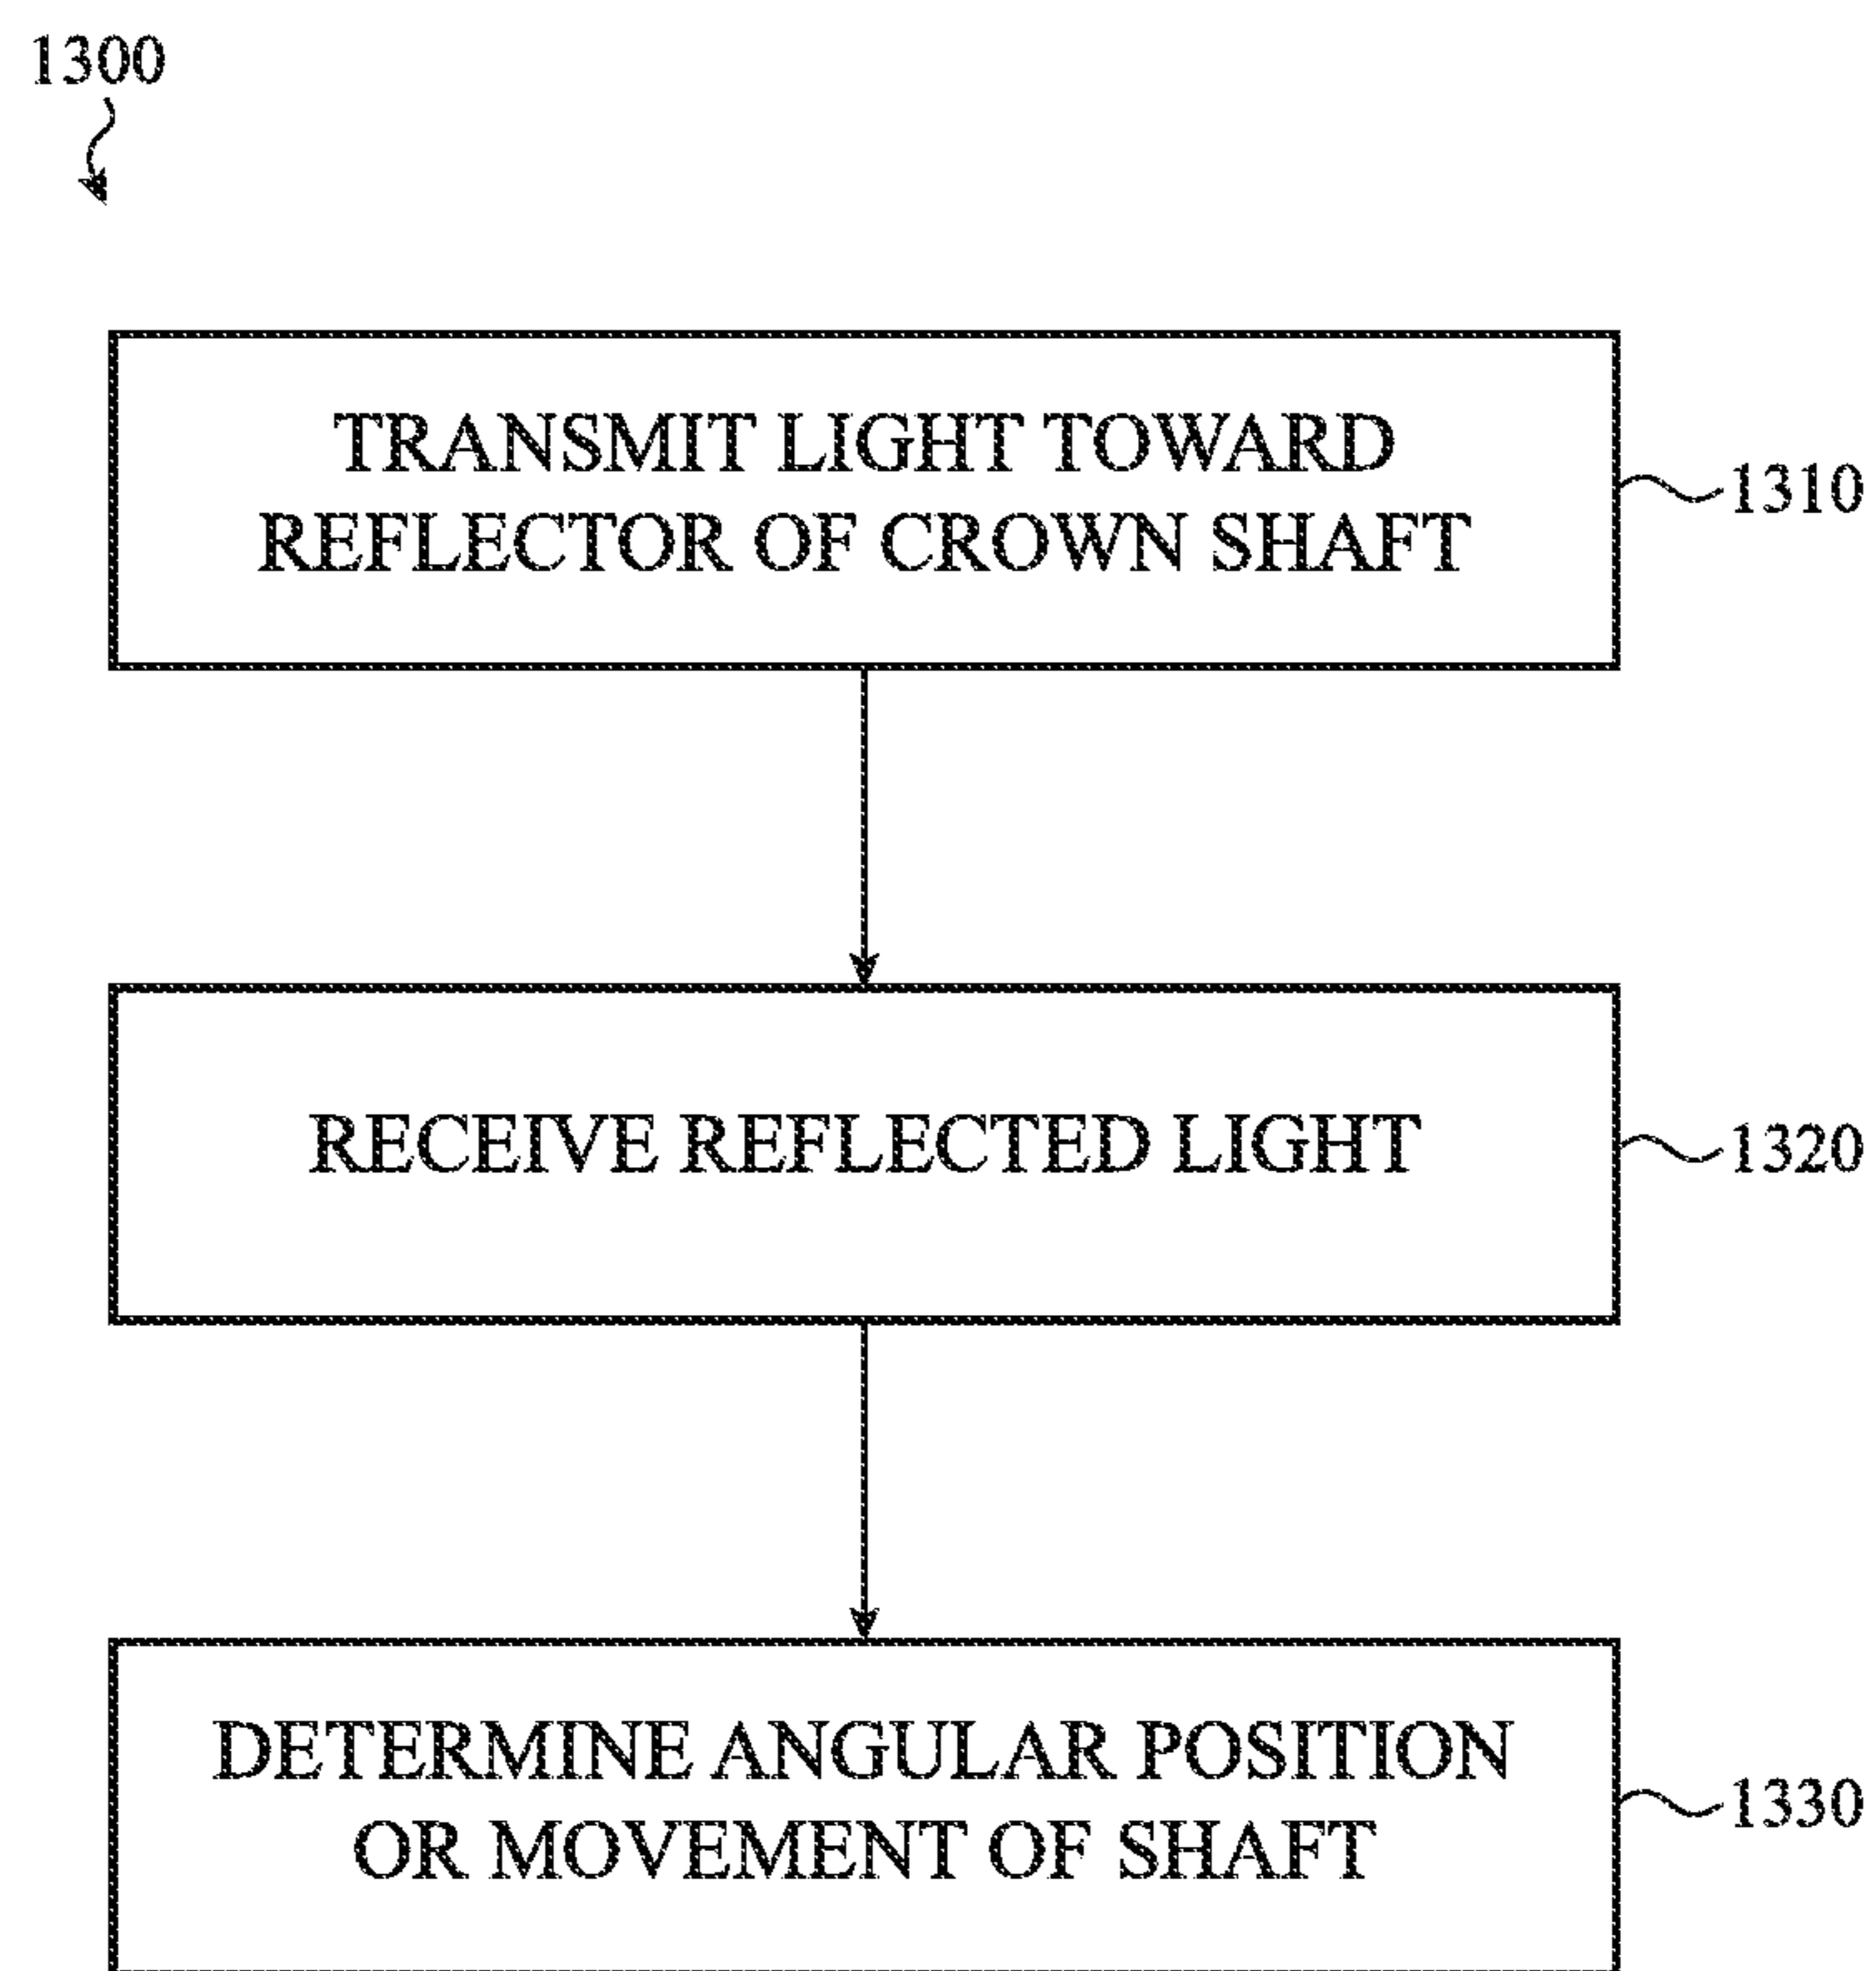 1300
TRANSMIT LIGHT TOWARD
REFLECTOR OF CROWN SHAFT
1310
RECEIVE REFLECTED LIGHT
1320
DETERMINE ANGULAR POSITION
OR MOVEMENT OF SHAFT
1330